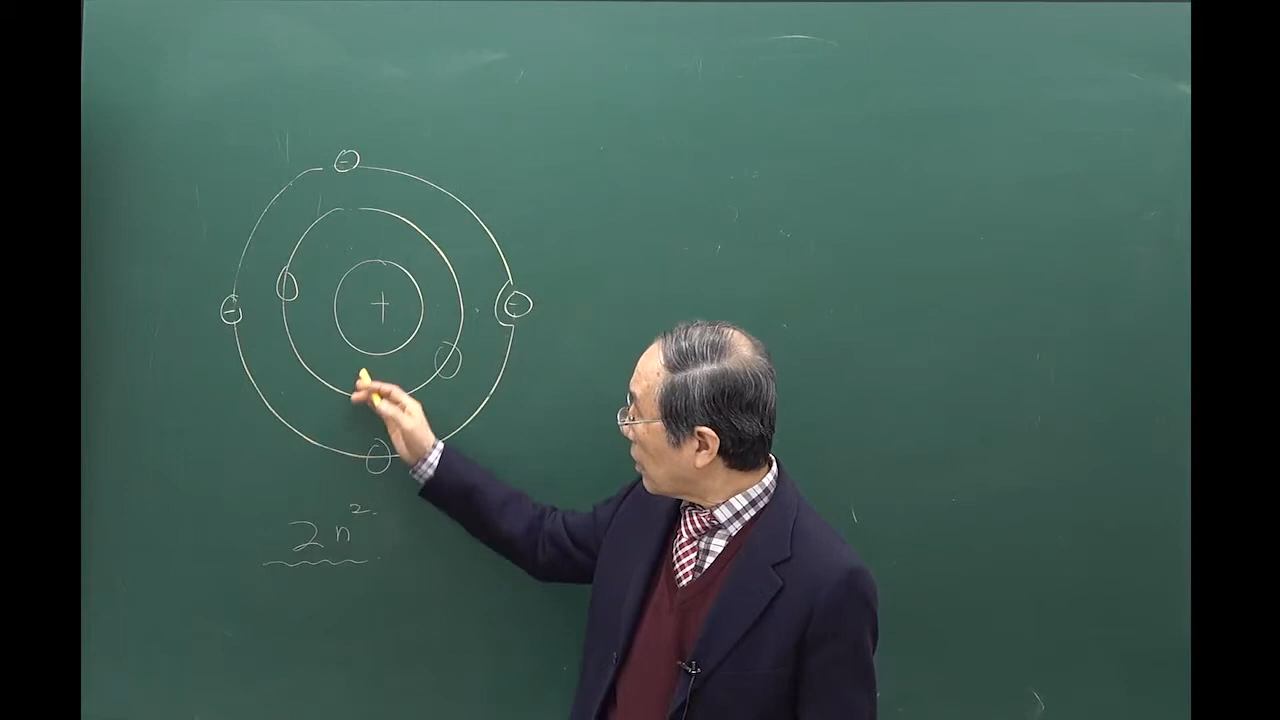 −
− + −
2n².